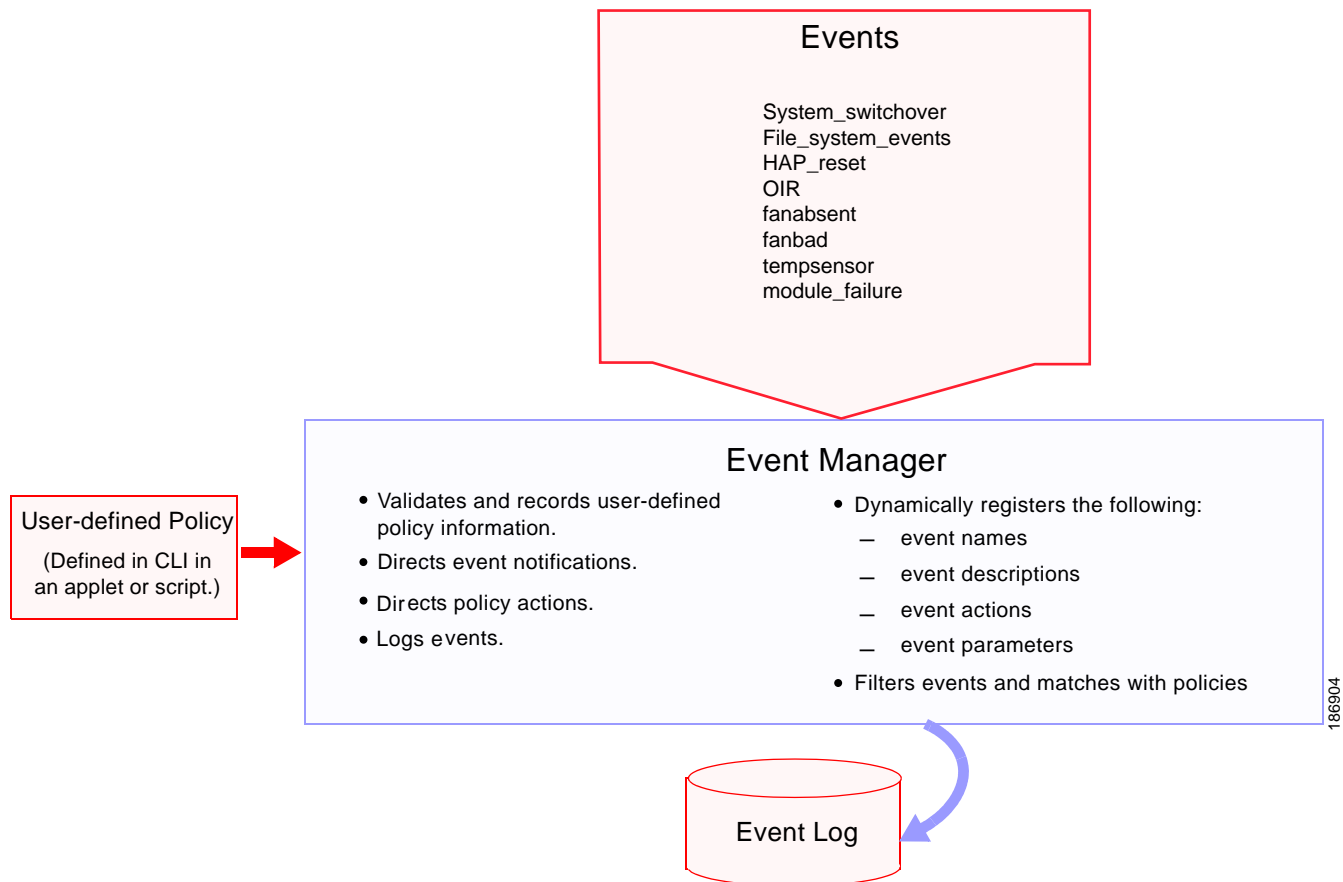 Events
System_switchover
File_system_events
HAP_reset
OIR
fanabsent
fanbad
tempsensor
module_failure
Event Manager
User-defined Policy
(Defined in CLI in
an applet or script.)
• Validates and records user-defined
policy information.
• Directs event notifications.
• Directs policy actions.
• Logs events.
• Dynamically registers the following:
– event names
– event descriptions
– event actions
– event parameters
• Filters events and matches with policies
186904
Event Log